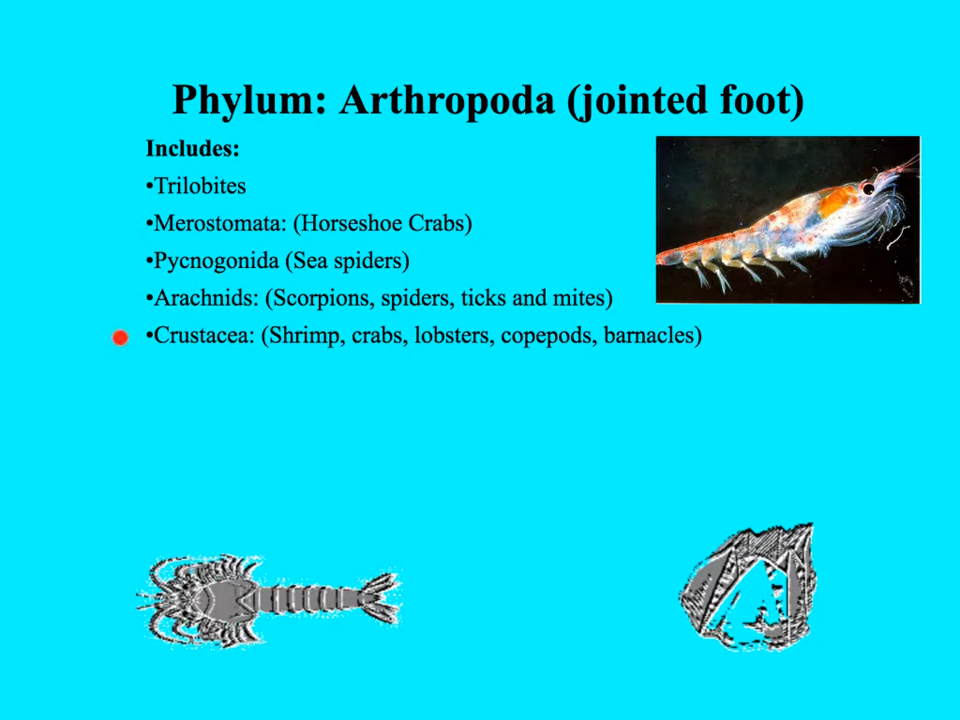 Phylum: Arthropoda (jointed foot)
Includes:
•Trilobites
•Merostomata: (Horseshoe Crabs)
•Pycnogonida (Sea spiders)
•Arachnids: (Scorpions, spiders, ticks and mites)
•Crustacea: (Shrimp, crabs, lobsters, copepods, barnacles)